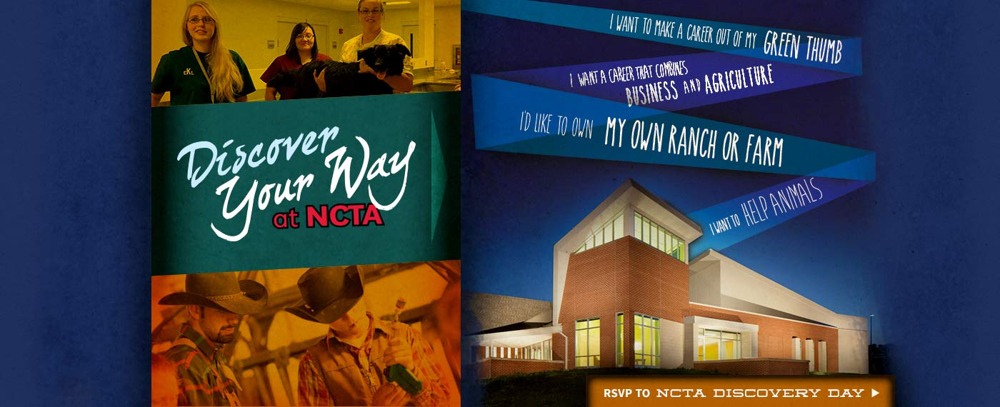 cKL
Discover
Your Way
at NCTA
I WANT TO MAKE A CAREER OUT OF MY GREEN THUMB
I WANT A CAREER THAT COMBINES
BUSINESS AND AGRICULTURE
I'D LIKE TO OWN MY OWN RANCH OR FARM
I WANT TO HELP ANIMALS
RSVP TO NCTA DISCOVERY DAY